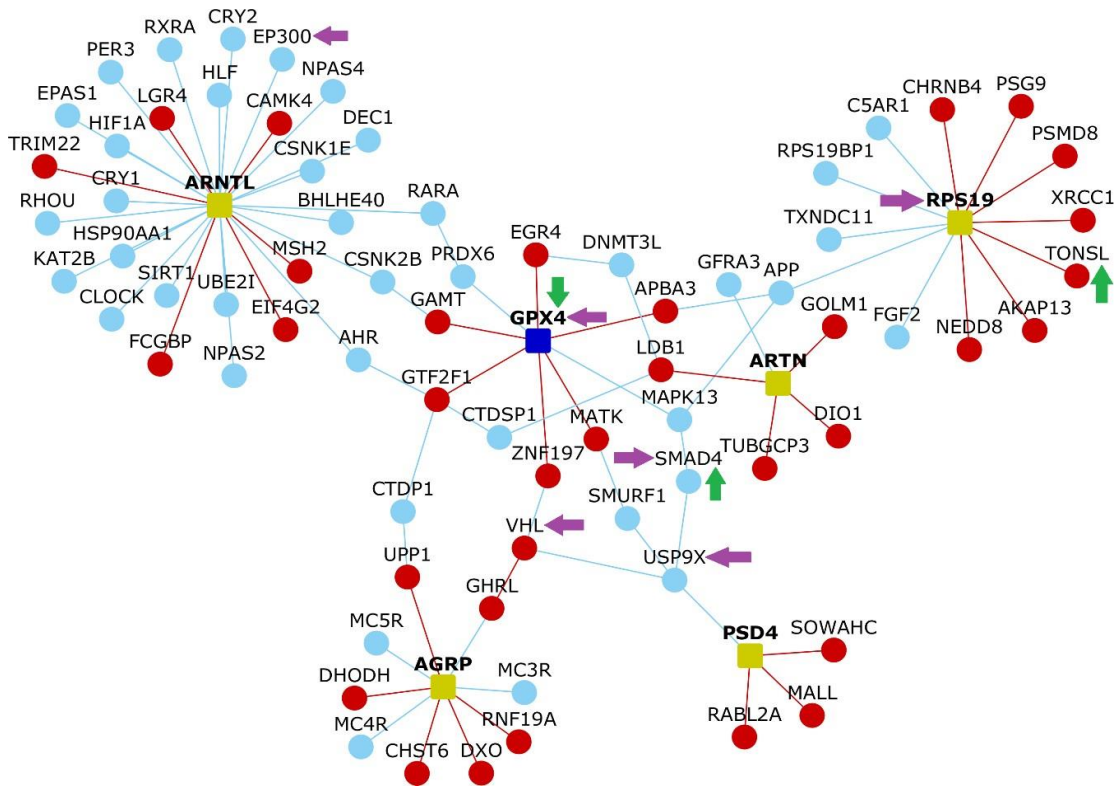 CRY2
RXRA
EP300
PER3
HLF
NPAS4
EPAS1
LGR4
CAMK4
HIF1A
DEC1
TRIM22
CSNK1E
CRY1
ARNTL
RHOU
BHLHE40
RARA
HSP90AA1
MSH2
KAT2B
SIRT1
UBE2I
CSNK2B
PRDX6
CLOCK
EIF4G2
GAMT
FCGBP
NPAS2
AHR
EGR4
DNMT3L
GFRA3
APP
APBA3
GPX4
GOLM1
LDB1
ARTN
GTF2F1
CTDSP1
MAPK13
MATK
DIO1
TUBGCP3
ZNF197
SMAD4
CTDP1
SMURF1
VHL
USP9X
UPP1
GHRL
MC5R
AGRP
MC3R
DHODH
MC4R
RNF19A
CHST6
DXO
PSD4
SOWAHC
MALL
RABL2A
CHRNB4
PSG9
C5AR1
PSMD8
RPS19BP1
RPS19
XRCC1
TXNDC11
TONSL
FGF2
AKAP13
NEDD8